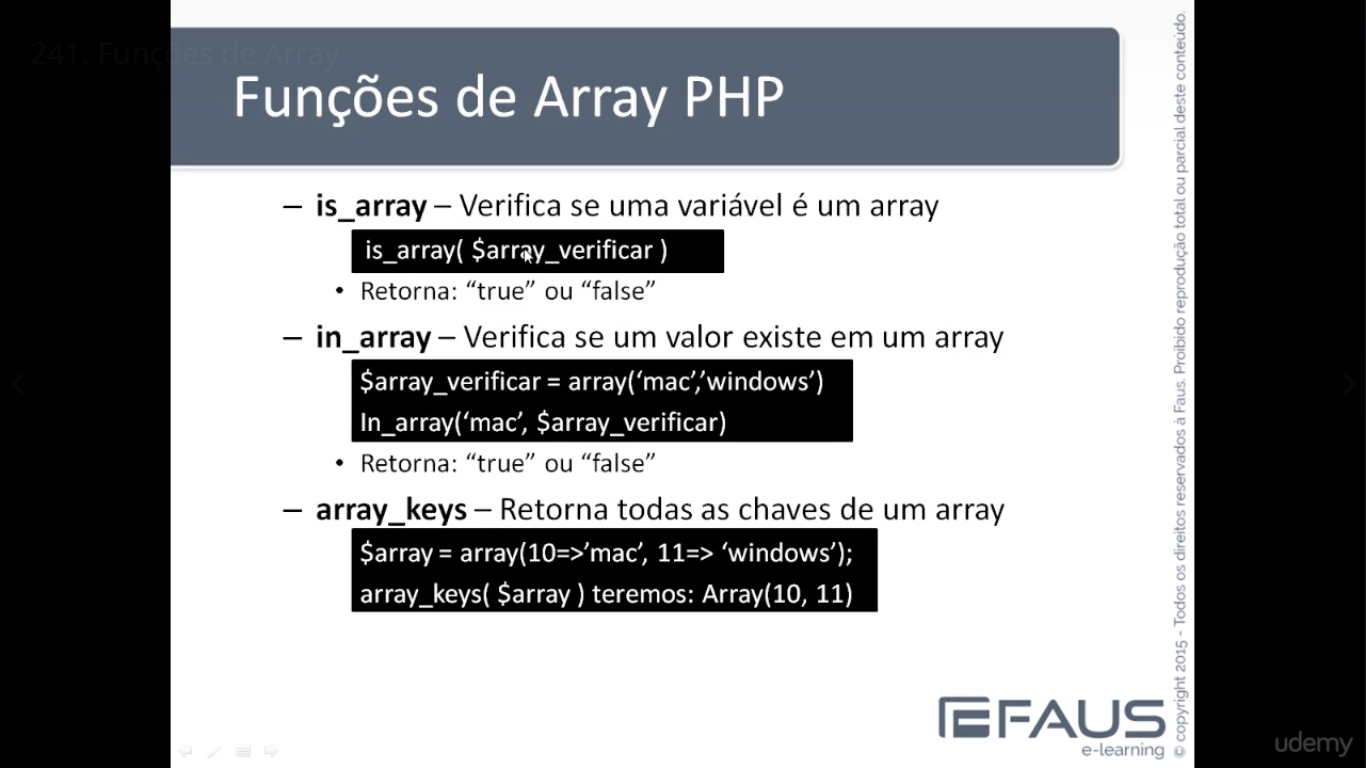 241. Funções de Array
Funções de Array PHP
– is_array – Verifica se uma variável é um array
is_array( $array_verificar )
• Retorna: “true” ou “false”
– in_array – Verifica se um valor existe em um array
$array_verificar = array(‘mac’,’windows’)
In_array(‘mac’, $array_verificar)
• Retorna: “true” ou “false”
– array_keys – Retorna todas as chaves de um array
$array = array(10=>’mac’, 11=> ‘windows’);
array_keys( $array ) teremos: Array(10, 11)
FAUS
e-learning
© copyright 2015 - Todos os direitos reservados à Faus. Proibido reprodução total ou parcial deste conteúdo.
udemy